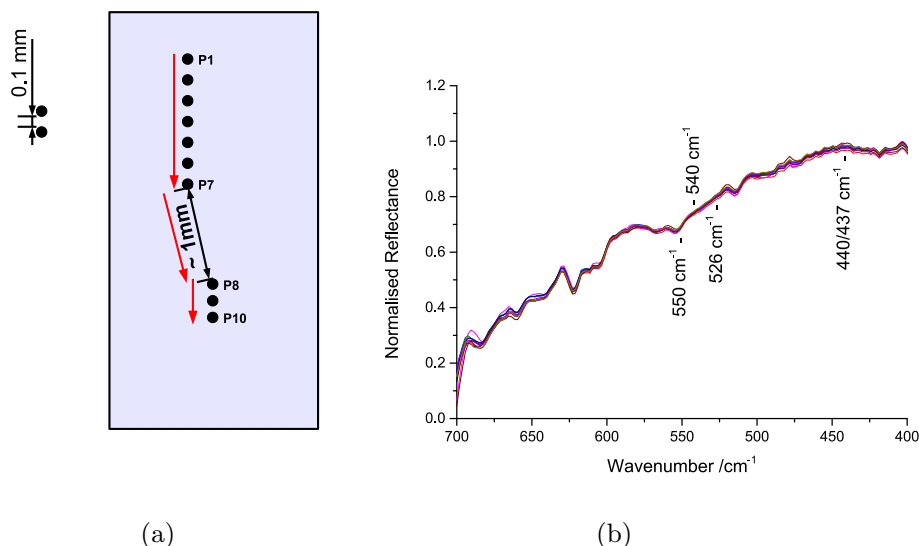 0.1 mm
P1
P7
~ 1mm
P8
P10
(a)
Normalised Reflectance
1.2
1.0
0.8
0.6
0.4
0.2
0.0
540 cm⁻¹
550 cm⁻¹
526 cm⁻¹
440/437 cm⁻¹
700 650 600 550 500 450 400
Wavenumber /cm⁻¹
(b)